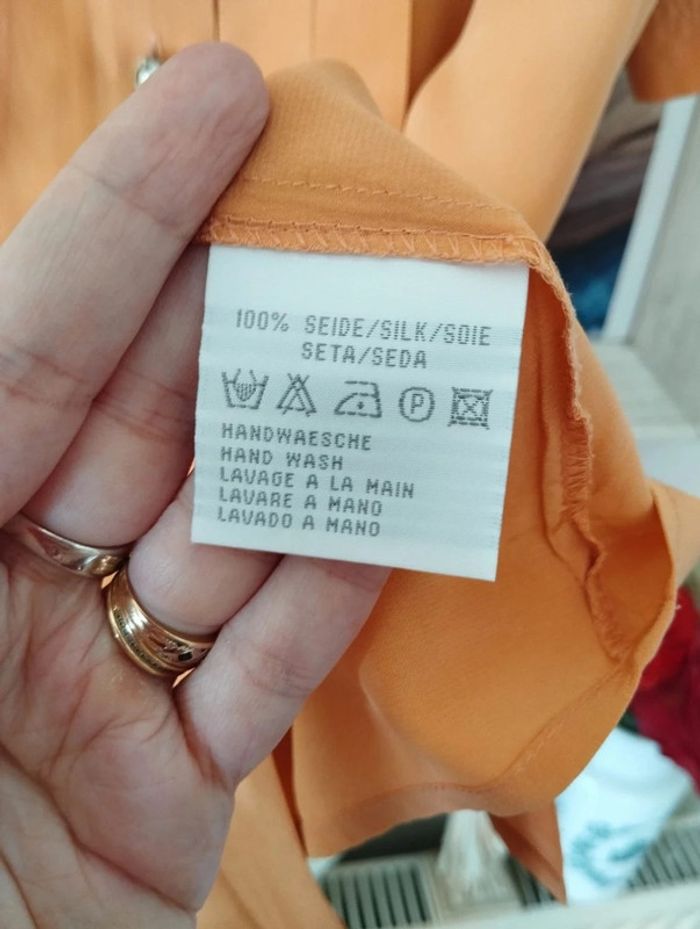 100% SEIDE/SILK/SOIE
SETA/SEDA
P
HANDWAESCHE
HAND WASH
LAVAGE A LA MAIN
LAVARE A MANO
LAVADO A MANO